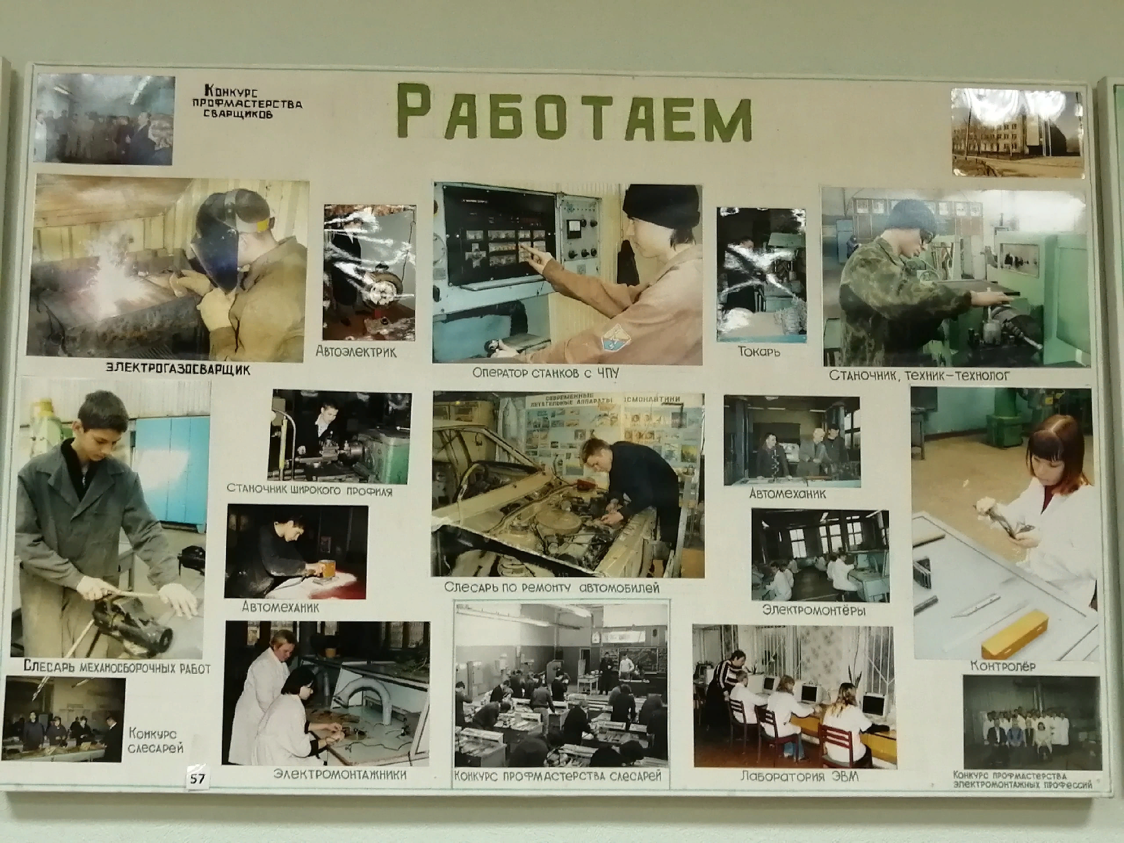 Конкурс
профмастерства
сварщиков
Работаем
Электрогазосварщик
Автоэлектрик
Оператор станков с ЧПУ
Токарь
Станочник, техник-технолог
Станочник широкого профиля
Автомеханик
Слесарь по ремонту автомобилей
Автомеханик
Электромонтёры
Слесарь механосборочных работ
Контролёр
Конкурс
слесарей
57
Электромонтажники
Конкурс профмастерства слесарей
Лаборатория ЭВМ
Конкурс профмастерства
электромонтажных профессий